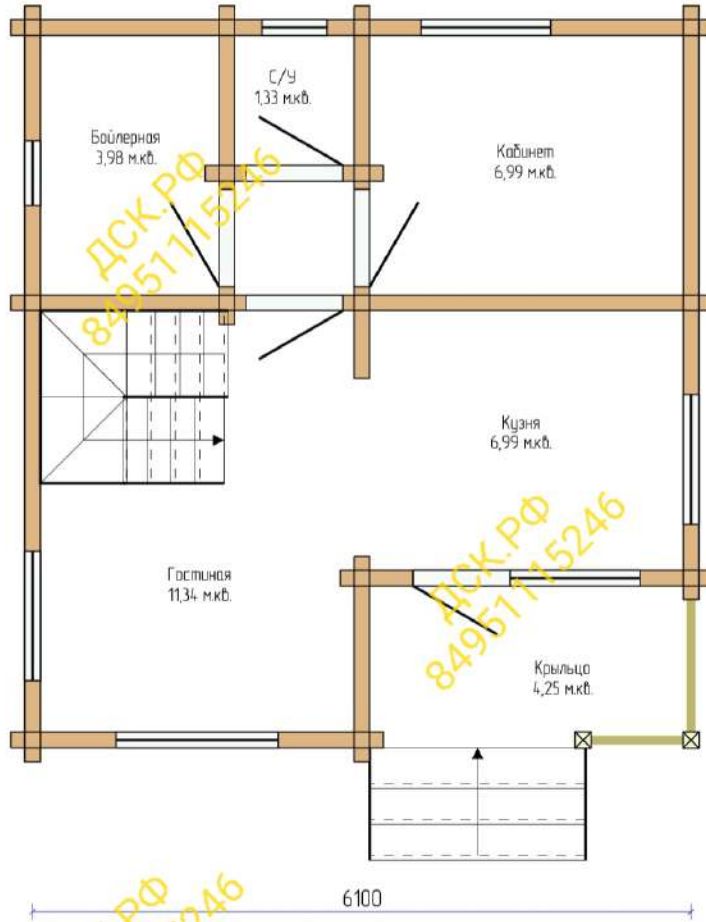 С/У
1,33 м.кв.
Бойлерная
3,98 м.кв.
Кабинет
6,99 м.кв.
ДСК.РФ
84951115246
Кузня
6,99 м.кв.
Гостиная
11,34 м.кв.
ДСК.РФ
84951115246
Крыльцо
4,25 м.кв.
6100